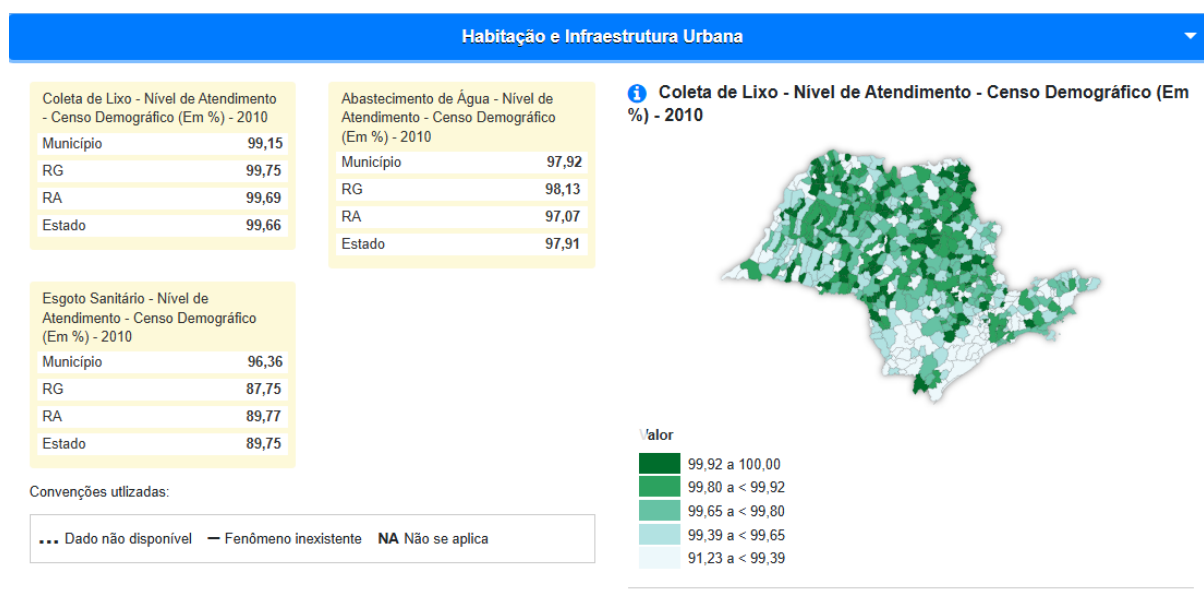 Habitação e Infraestrutura Urbana
Coleta de Lixo - Nível de Atendimento
- Censo Demográfico (Em %) - 2010
Município 99,15
RG 99,75
RA 99,69
Estado 99,66
Abastecimento de Água - Nível de
Atendimento - Censo Demográfico
(Em %) - 2010
Município 97,92
RG 98,13
RA 97,07
Estado 97,91
Esgoto Sanitário - Nível de
Atendimento - Censo Demográfico
(Em %) - 2010
Município 96,36
RG 87,75
RA 89,77
Estado 89,75
Convenções utlizadas:
... Dado não disponível – Fenômeno inexistente NA Não se aplica
Coleta de Lixo - Nível de Atendimento - Censo Demográfico (Em
%) - 2010
Valor
99,92 a 100,00
99,80 a < 99,92
99,65 a < 99,80
99,39 a < 99,65
91,23 a < 99,39